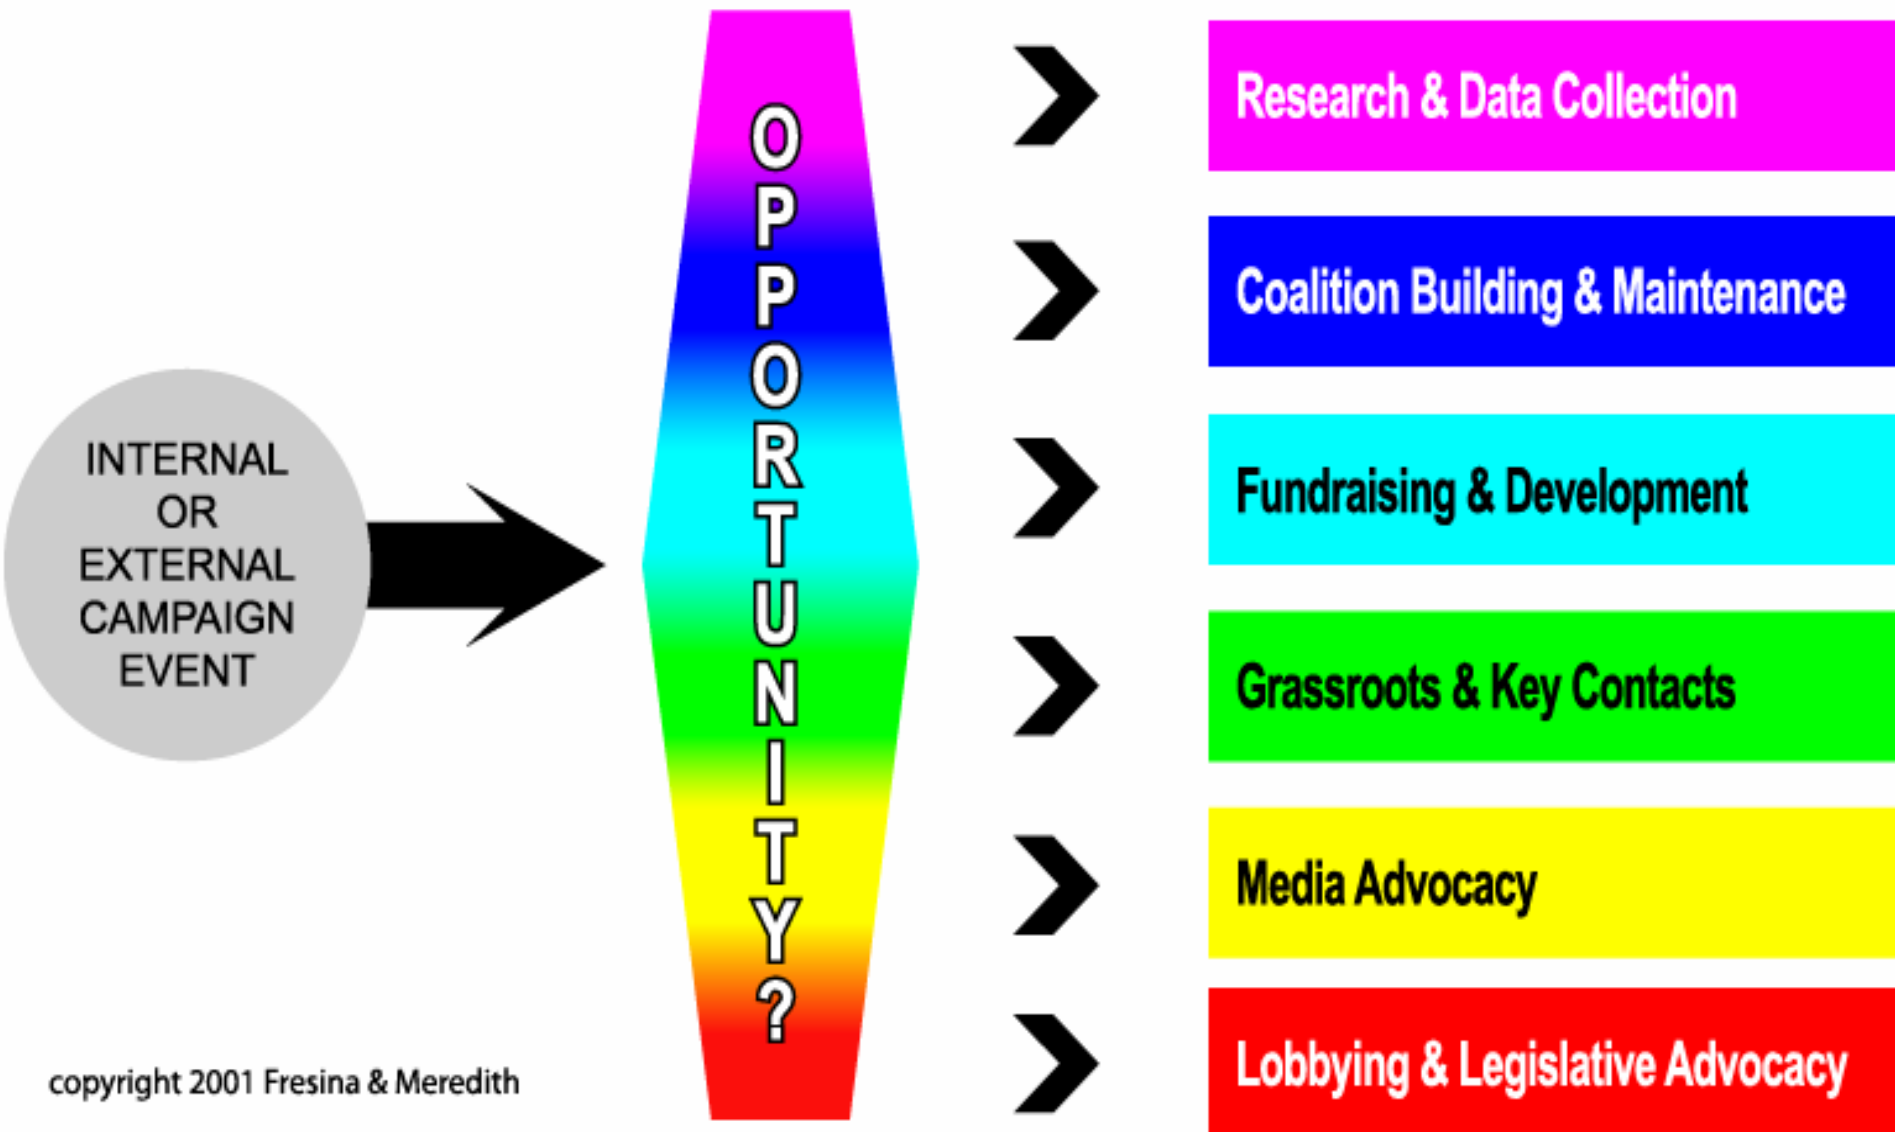 INTERNAL
OR
EXTERNAL
CAMPAIGN
EVENT
OPPORTUNITY?
Research & Data Collection
Coalition Building & Maintenance
Fundraising & Development
Grassroots & Key Contacts
Media Advocacy
Lobbying & Legislative Advocacy
copyright 2001 Fresina & Meredith